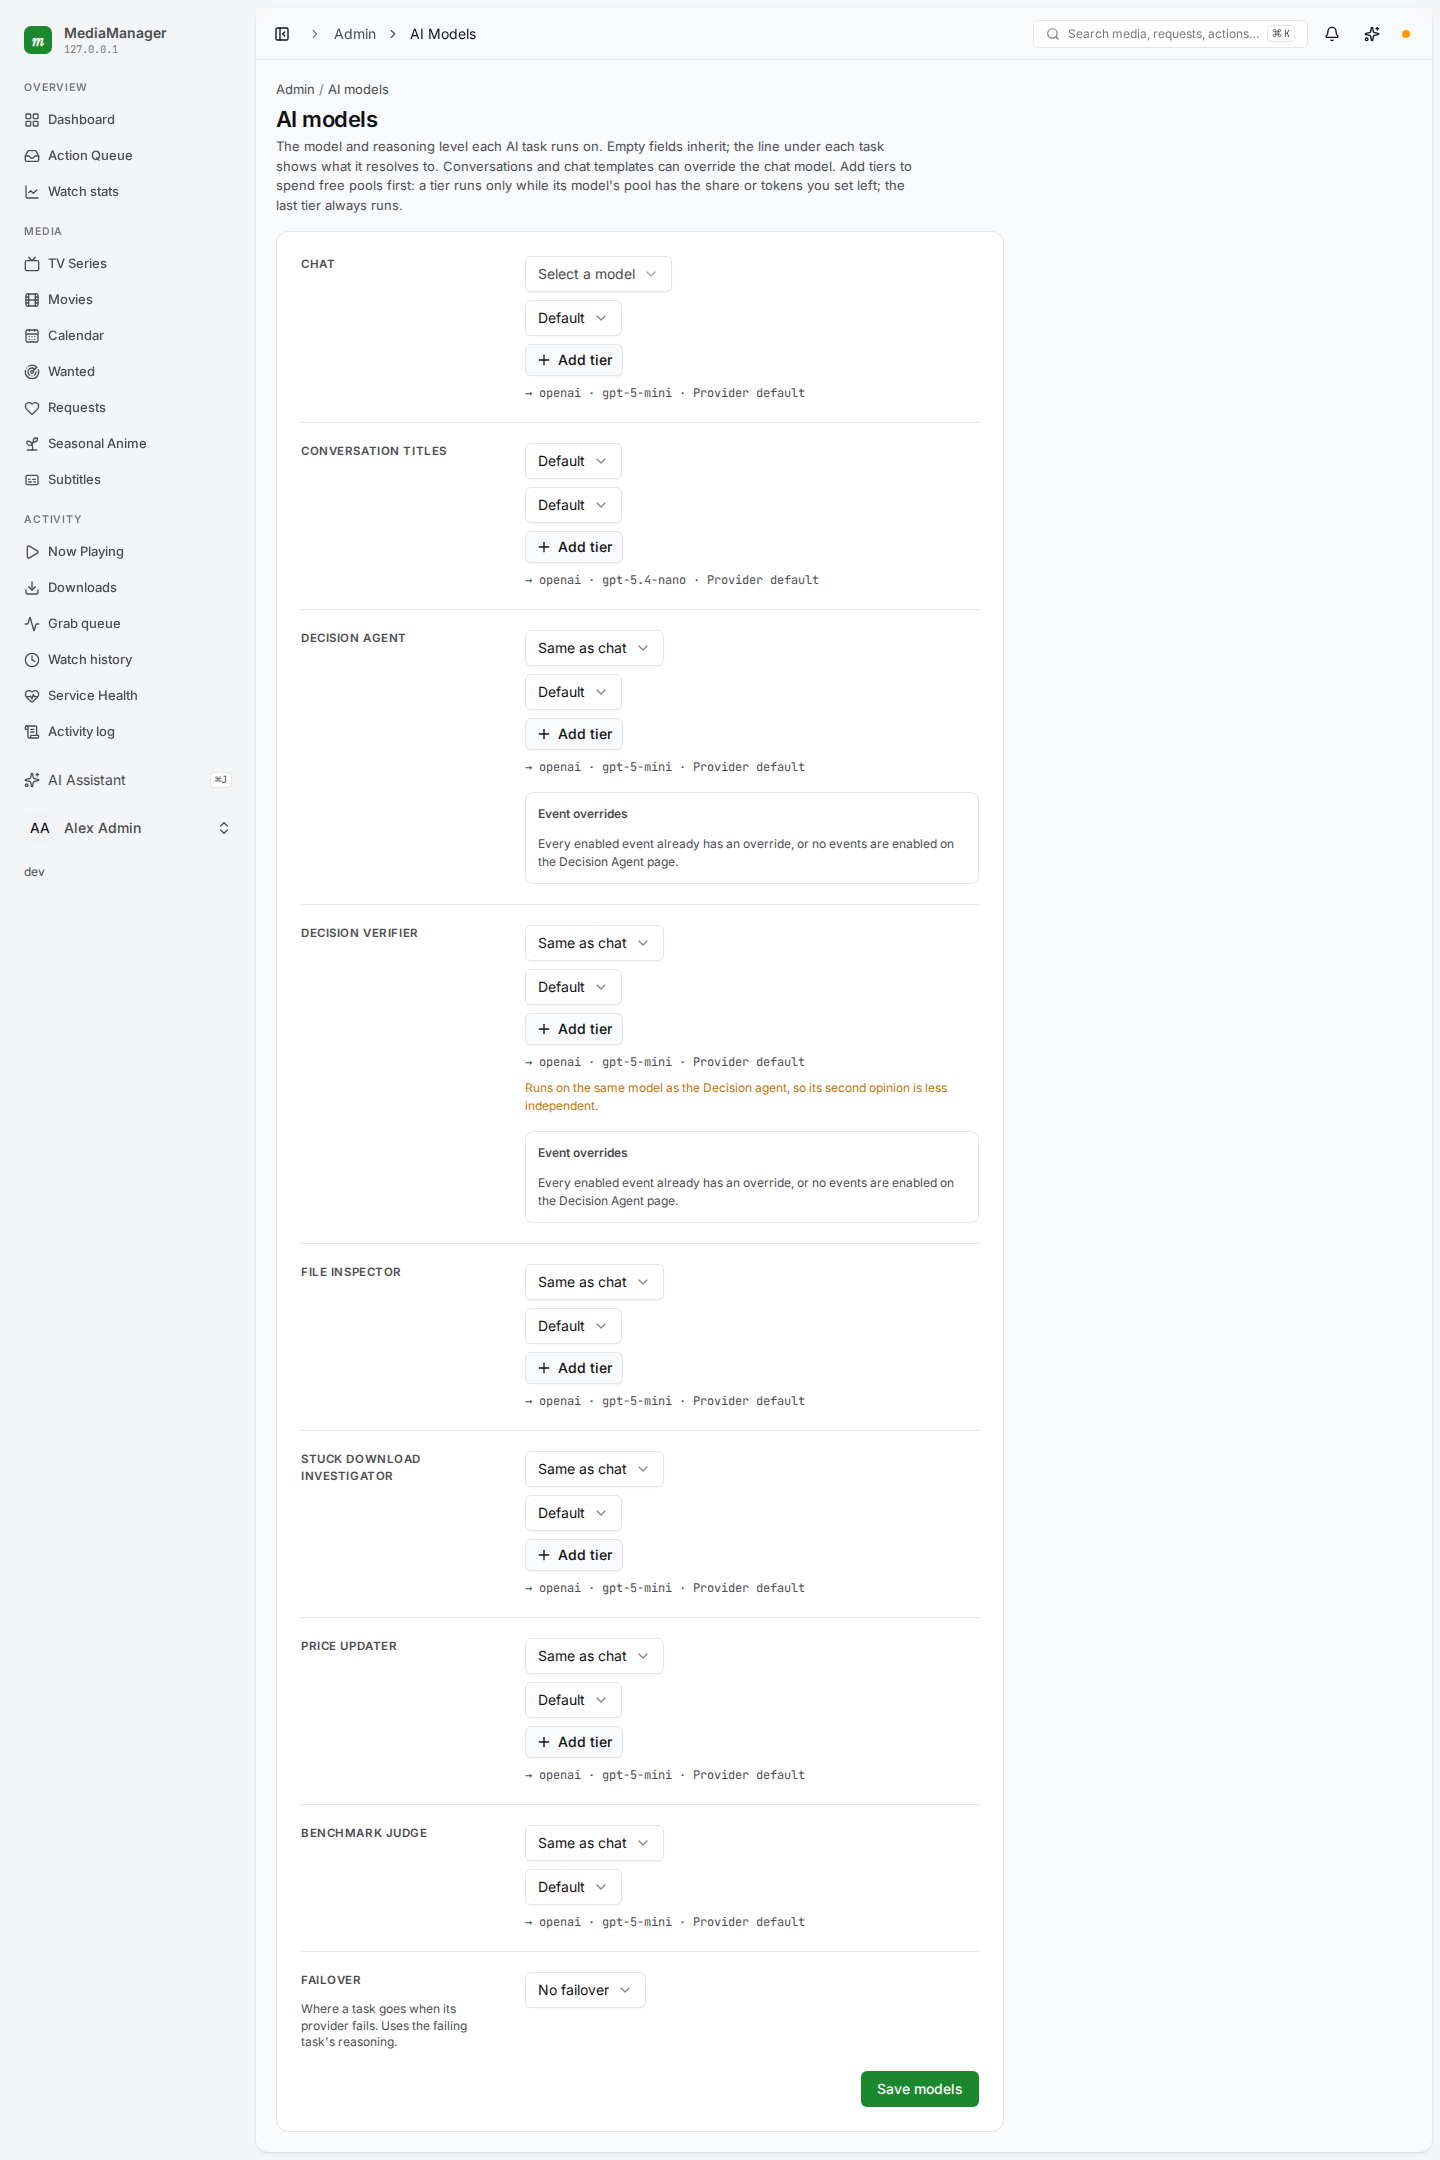 m
MediaManager
127.0.0.1
OVERVIEW
Dashboard
Action Queue
Watch stats
MEDIA
TV Series
Movies
Calendar
Wanted
Requests
Seasonal Anime
Subtitles
ACTIVITY
Now Playing
Downloads
Grab queue
Watch history
Service Health
Activity log
AI Assistant ⌘J
AA Alex Admin
dev
Admin AI Models
Search media, requests, actions... ⌘ K
Admin / AI models
AI models
The model and reasoning level each AI task runs on. Empty fields inherit; the line under each task
shows what it resolves to. Conversations and chat templates can override the chat model. Add tiers to
spend free pools first: a tier runs only while its model's pool has the share or tokens you set left; the
last tier always runs.
CHAT
Select a model
Default
Add tier
→ openai · gpt-5-mini · Provider default
CONVERSATION TITLES
Default
Default
Add tier
→ openai · gpt-5.4-nano · Provider default
DECISION AGENT
Same as chat
Default
Add tier
→ openai · gpt-5-mini · Provider default
Event overrides
Every enabled event already has an override, or no events are enabled on
the Decision Agent page.
DECISION VERIFIER
Same as chat
Default
Add tier
→ openai · gpt-5-mini · Provider default
Runs on the same model as the Decision agent, so its second opinion is less
independent.
Event overrides
Every enabled event already has an override, or no events are enabled on
the Decision Agent page.
FILE INSPECTOR
Same as chat
Default
Add tier
→ openai · gpt-5-mini · Provider default
STUCK DOWNLOAD
INVESTIGATOR
Same as chat
Default
Add tier
→ openai · gpt-5-mini · Provider default
PRICE UPDATER
Same as chat
Default
Add tier
→ openai · gpt-5-mini · Provider default
BENCHMARK JUDGE
Same as chat
Default
→ openai · gpt-5-mini · Provider default
FAILOVER
Where a task goes when its
provider fails. Uses the failing
task's reasoning.
No failover
Save models